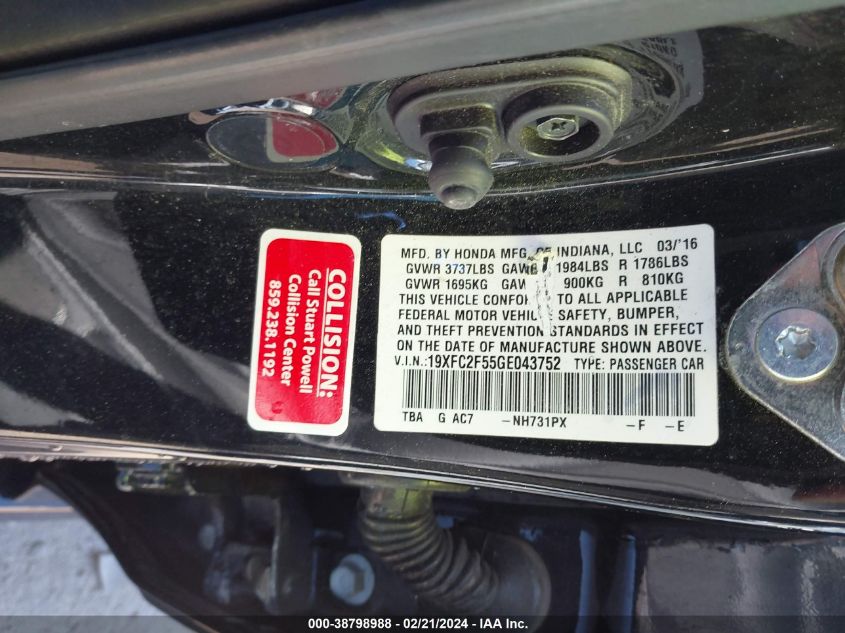 COLLISION:
Call Stuart Powell
Collision Center
859.238.1192
MFD. BY HONDA MFG. OF INDIANA, LLC 03/'16
GVWR 3737LBS 1984LBS R 1786LBS
GVWR 1695KG 900KG R 810KG
THIS VEHICLE TO ALL APPLICABLE
FEDERAL MOTOR VEHICLE SAFETY, BUMPER,
AND THEFT PREVENTION STANDARDS IN EFFECT
ON THE DATE OF MANUFACTURE SHOWN ABOVE.
V.I.N.:19XFC2F55GE043752 TYPE: PASSENGER CAR
TBA G AC7 -NH731PX -F -E
000-38798988 - 02/21/2024 - IAA Inc.